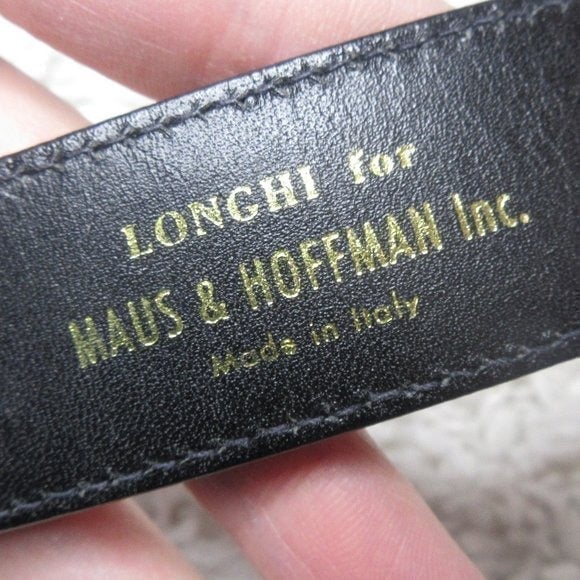 LONGHI for
MAUS & HOFFMAN Inc.
Made in Italy